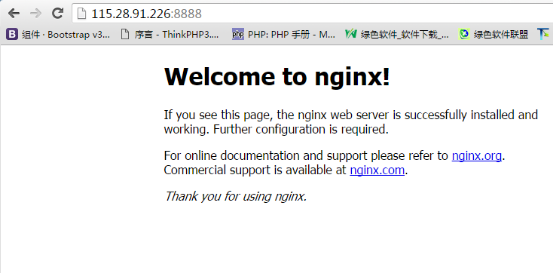 115.28.91.226:8888
组件 · Bootstrap v3...
序言 - ThinkPHP3....
PHP: PHP 手册 - M...
绿色软件_软件下载_...
绿色软件联盟
Welcome to nginx!
If you see this page, the nginx web server is successfully installed and
working. Further configuration is required.
For online documentation and support please refer to nginx.org.
Commercial support is available at nginx.com.
Thank you for using nginx.